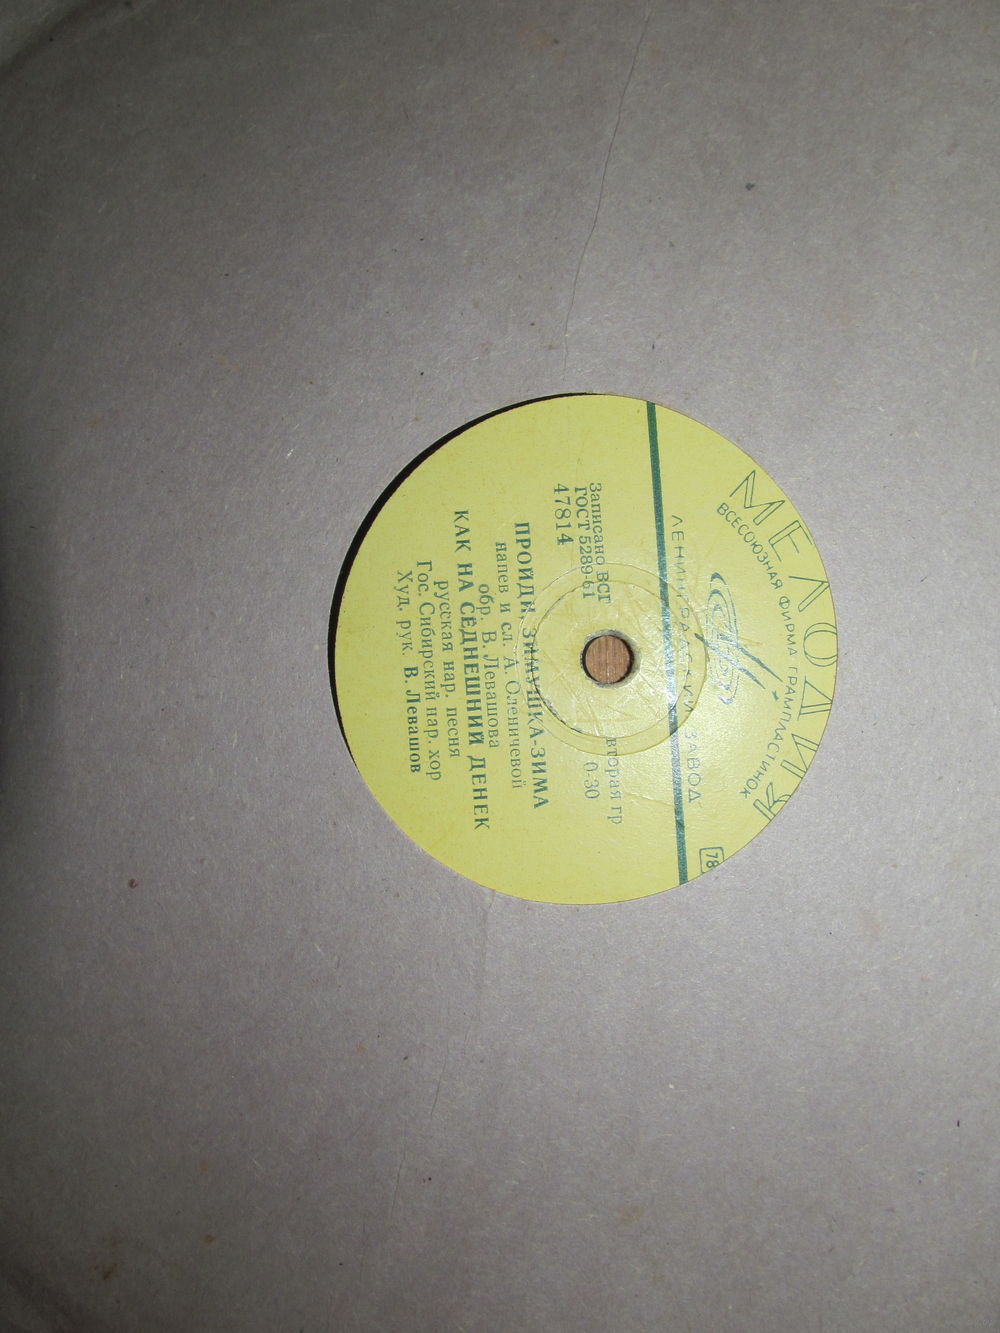 МЕЛОДИЯ
ВСЕСОЮЗНАЯ ФИРМА ГРАМПЛАСТИНОК
ЛЕНИНГРАДСКИЙ ЗАВОД
78
Записано ВСГ
ГОСТ 5289-61
47814
вторая гр
0-30
ПРОЙДИ ЗИМУШКА-ЗИМА
напев и сл. А. Оленичевой
обр. В. Левашова
КАК НА СЕДНЕШНИЙ ДЕНЕК
русская нар. песня
Гос. Сибирский нар. хор
Худ. рук. В. Левашов